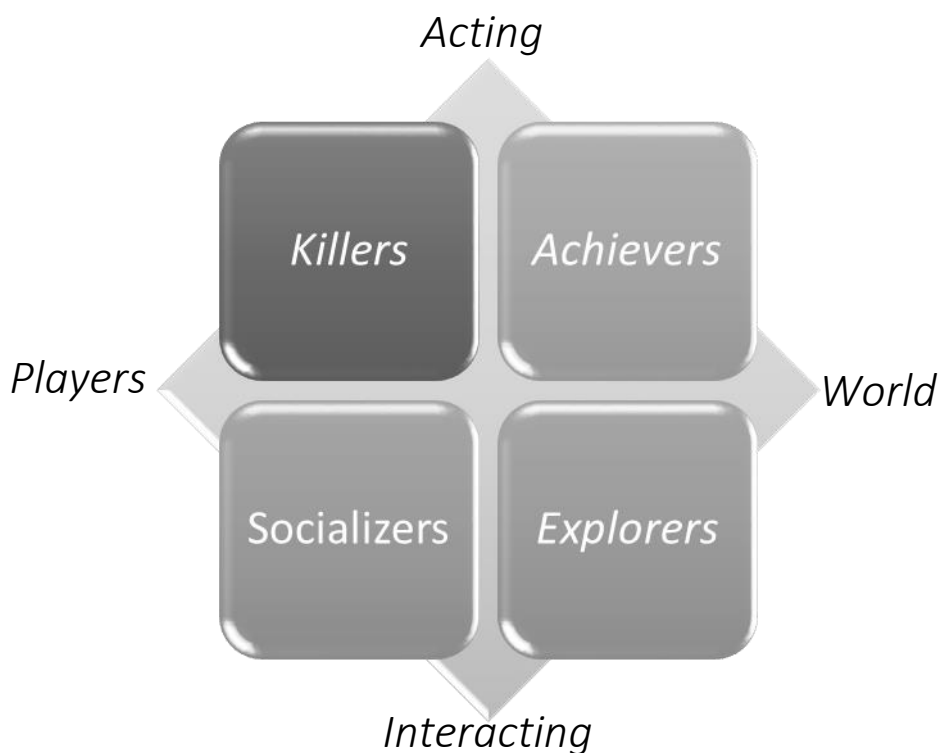 Acting
Killers
Achievers
Players
World
Socializers
Explorers
Interacting